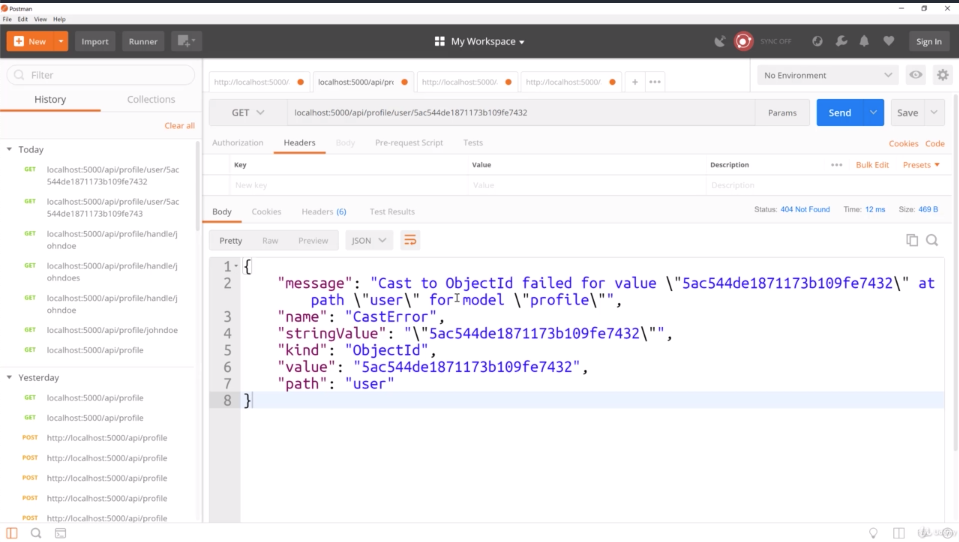 Postman
File Edit View Help
New Import Runner My Workspace SYNC OFF Sign In
Filter
History Collections
Clear all
Today
GET localhost:5000/api/profile/user/5ac
544de1871173b109fe7432
GET localhost:5000/api/profile/user/5ac
544de1871173b109fe743
GET localhost:5000/api/profile/handle/j
ohndoe
GET localhost:5000/api/profile/handle/j
ohndoes
GET localhost:5000/api/profile/handle/j
ohndoe
GET localhost:5000/api/profile/johndoe
GET localhost:5000/api/profile
Yesterday
GET localhost:5000/api/profile
GET localhost:5000/api/profile
POST http://localhost:5000/api/profile
POST http://localhost:5000/api/profile
POST http://localhost:5000/api/profile
POST http://localhost:5000/api/profile
POST http://localhost:5000/api/profile
http://localhost:5000/ localhost:5000/api/pro http://localhost:5000/ http://localhost:5000/ + •••
No Environment
GET localhost:5000/api/profile/user/5ac544de1871173b109fe7432 Params Send Save
Authorization Headers Body Pre-request Script Tests Cookies Code
Key Value Description ••• Bulk Edit Presets
New key Value Description
Body Cookies Headers (6) Test Results Status: 404 Not Found Time: 12 ms Size: 469 B
Pretty Raw Preview JSON
1 {
2 "message": "Cast to ObjectId failed for value \"5ac544de1871173b109fe7432\" at
path \"user\" for model \"profile\"",
3 "name": "CastError",
4 "stringValue": "\"5ac544de1871173b109fe7432\"",
5 "kind": "ObjectId",
6 "value": "5ac544de1871173b109fe7432",
7 "path": "user"
8 }